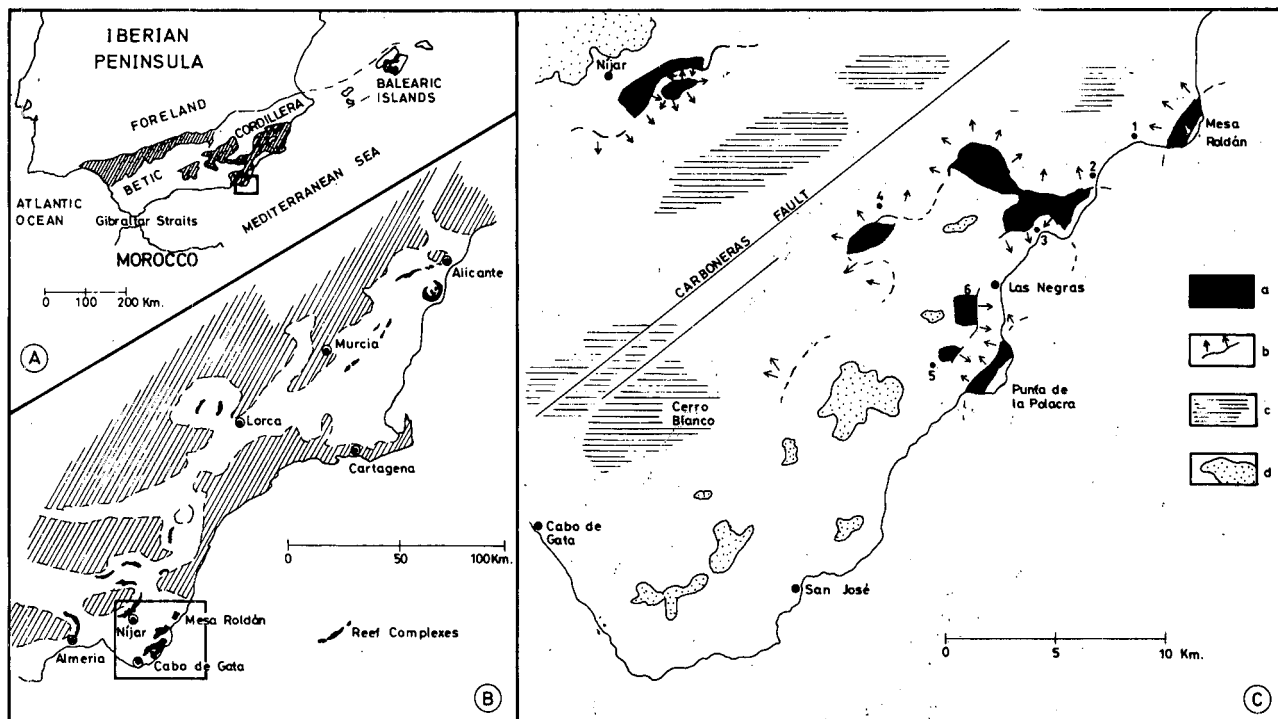 IBERIAN
PENINSULA
FORELAND
CORDILLERA
BETIC
BALEARIC
ISLANDS
ATLANTIC
OCEAN
Gibraltar Straits
MEDITERRANEAN SEA
MOROCCO
0 100 200 Km.
A
Alicante
Murcia
Lorca
Cartagena
0 50 100 Km.
Níjar
Mesa Roldán
Almeria
Cabo de Gata
Reef Complexes
B
Níjar
CARBONERAS FAULT
1
Mesa
Roldán
2
4
3
Las Negras
6
5
Punta de
la Polacra
Cerro
Blanco
Cabo de
Gata
San José
a
b
c
d
0 5 10 Km.
C